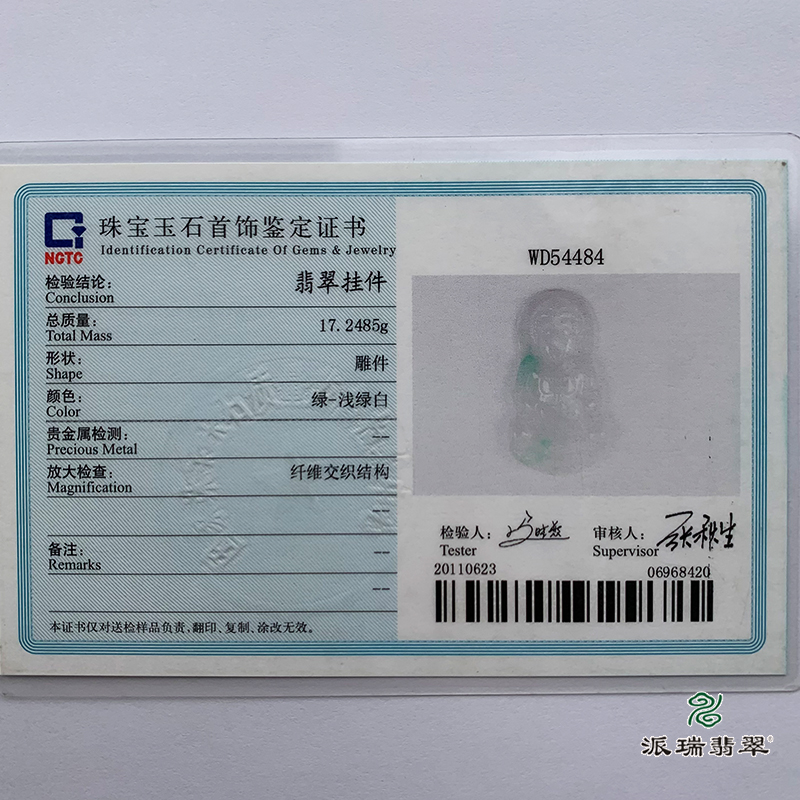 NGTC
珠宝玉石首饰鉴定证书
Identification Certificate Of Gems & Jewelry
检验结论:
翡翠挂件
Conclusion
总质量:
17.2485g
Total Mass
形状:
雕件
Shape
颜色:
绿-浅绿白
Color
贵金属检测:
--
Precious Metal
放大检查:
纤维交织结构
Magnification
--
备注:
--
Remarks
--
本证书仅对送检样品负责,翻印、复制、涂改无效。
WD54484
检验人:
Tester
审核人:
Supervisor
20110623
06968420
派瑞翡翠®